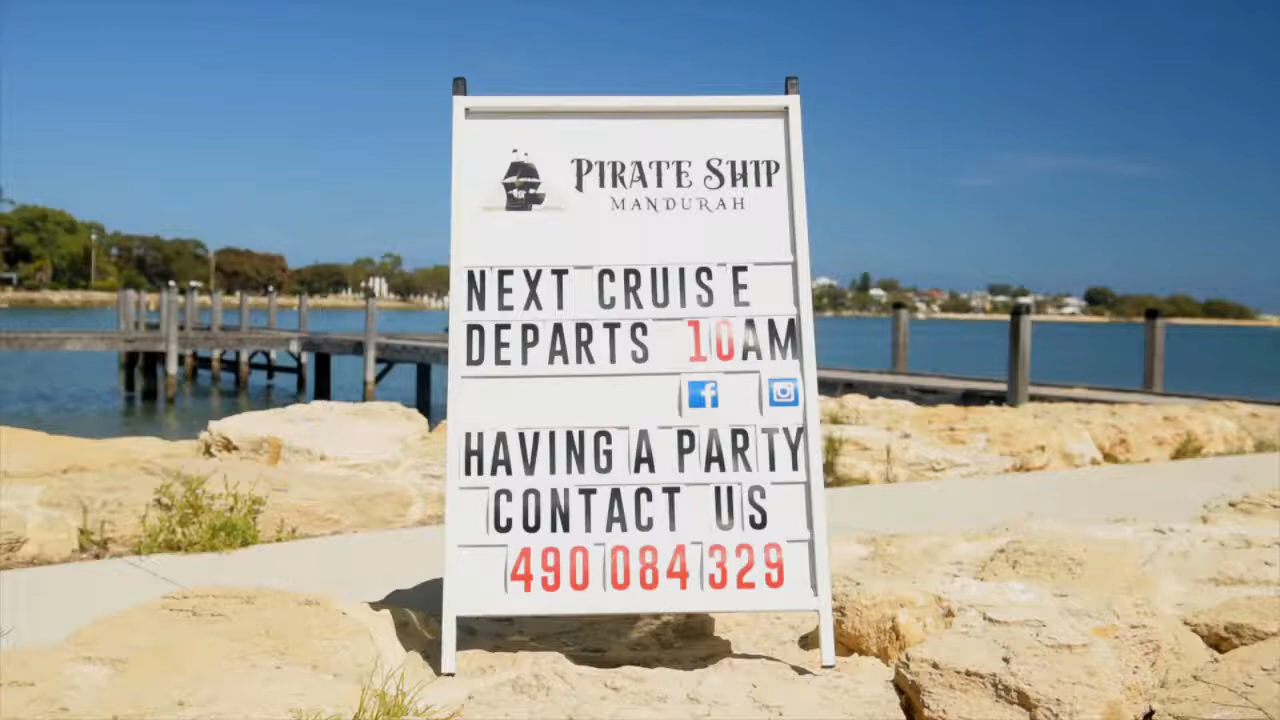 PIRATE SHIP
MANDURAH
NEXT CRUISE
DEPARTS 10AM
HAVING A PARTY
CONTACT US
490 084 329